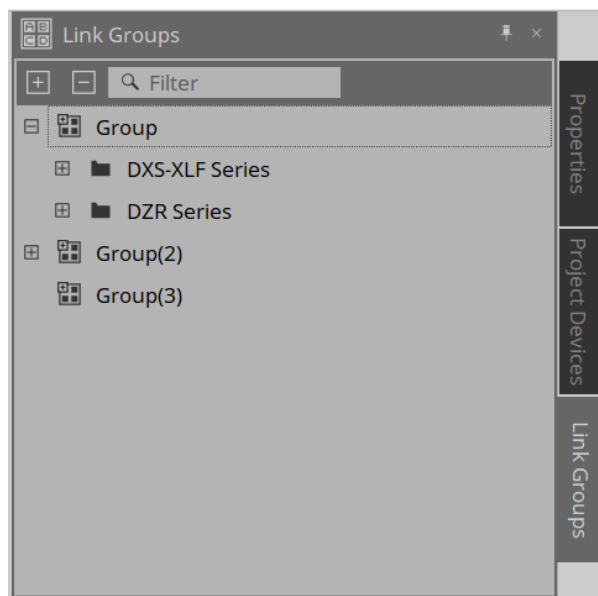 Link Groups
Filter
Group
DXS-XLF Series
DZR Series
Group(2)
Group(3)
Properties
Project Devices
Link Groups